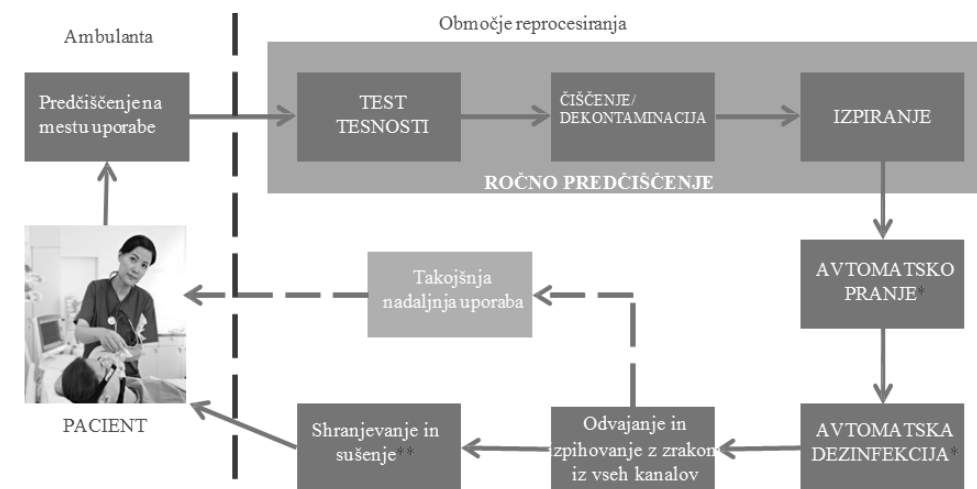 Ambulanta
Območje reprocesiranja
Predčiščenje na
mestu uporabe
TEST
TESNOSTI
ČIŠČENJE/
DEKONTAMINACIJA
IZPIRANJE
ROČNO PREDČIŠČENJE
AVTOMATSKO
PRANJE*
Takojšnja
nadaljnja uporaba
PACIENT
Shranjevanje in
sušenje**
Odvajanje in
izpihovanje z zrakom
iz vseh kanalov
AVTOMATSKA
DEZINFEKCIJA*